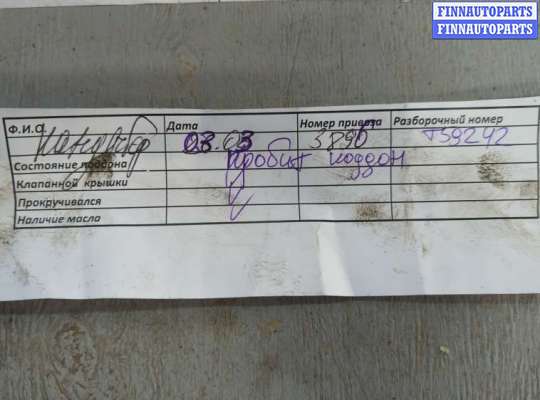 FINNAUTOPARTS
FINNAUTOPARTS
Ф.И.О. Дата Номер привоза Разборочный номер
08.03 3890 T59242
Состояние поддона пробит поддон
Клапанной крышки
Прокручивался
Наличие масла